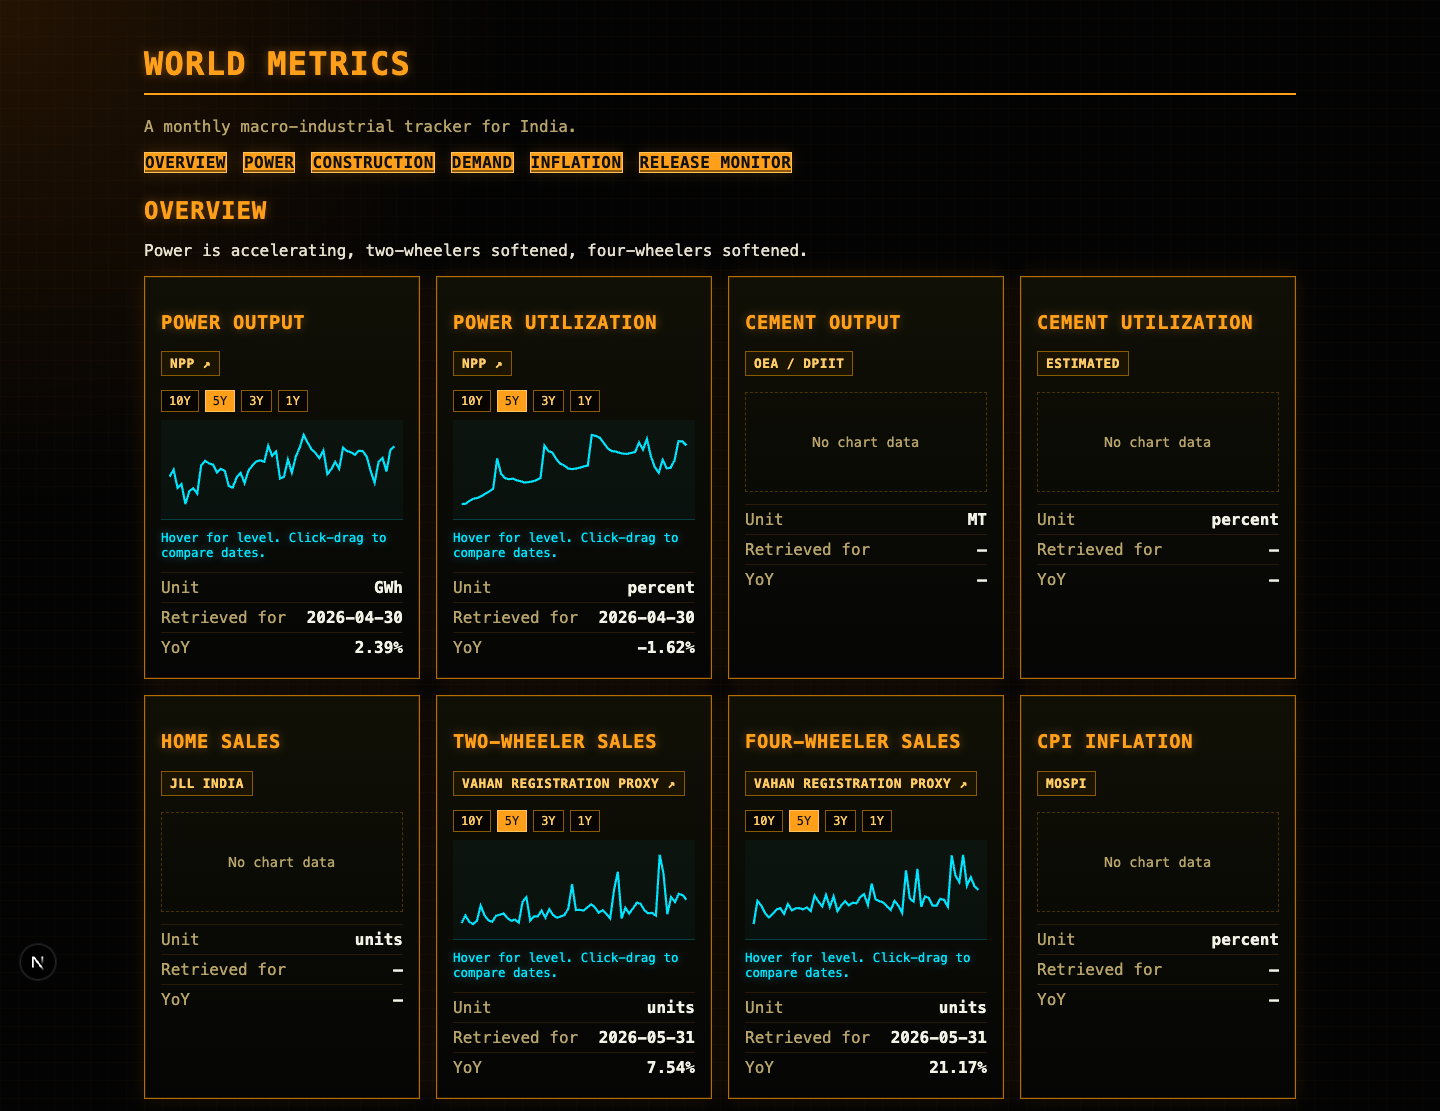 WORLD METRICS
A monthly macro-industrial tracker for India.
OVERVIEW POWER CONSTRUCTION DEMAND INFLATION RELEASE MONITOR
OVERVIEW
Power is accelerating, two-wheelers softened, four-wheelers softened.
POWER OUTPUT
NPP ↗
10Y 5Y 3Y 1Y
Hover for level. Click-drag to
compare dates.
Unit GWh
Retrieved for 2026-04-30
YoY 2.39%
POWER UTILIZATION
NPP ↗
10Y 5Y 3Y 1Y
Hover for level. Click-drag to
compare dates.
Unit percent
Retrieved for 2026-04-30
YoY -1.62%
CEMENT OUTPUT
OEA / DPIIT
No chart data
Unit MT
Retrieved for —
YoY —
CEMENT UTILIZATION
ESTIMATED
No chart data
Unit percent
Retrieved for —
YoY —
HOME SALES
JLL INDIA
No chart data
Unit units
Retrieved for —
YoY —
TWO-WHEELER SALES
VAHAN REGISTRATION PROXY ↗
10Y 5Y 3Y 1Y
Hover for level. Click-drag to
compare dates.
Unit units
Retrieved for 2026-05-31
YoY 7.54%
FOUR-WHEELER SALES
VAHAN REGISTRATION PROXY ↗
10Y 5Y 3Y 1Y
Hover for level. Click-drag to
compare dates.
Unit units
Retrieved for 2026-05-31
YoY 21.17%
CPI INFLATION
MOSPI
No chart data
Unit percent
Retrieved for —
YoY —
N